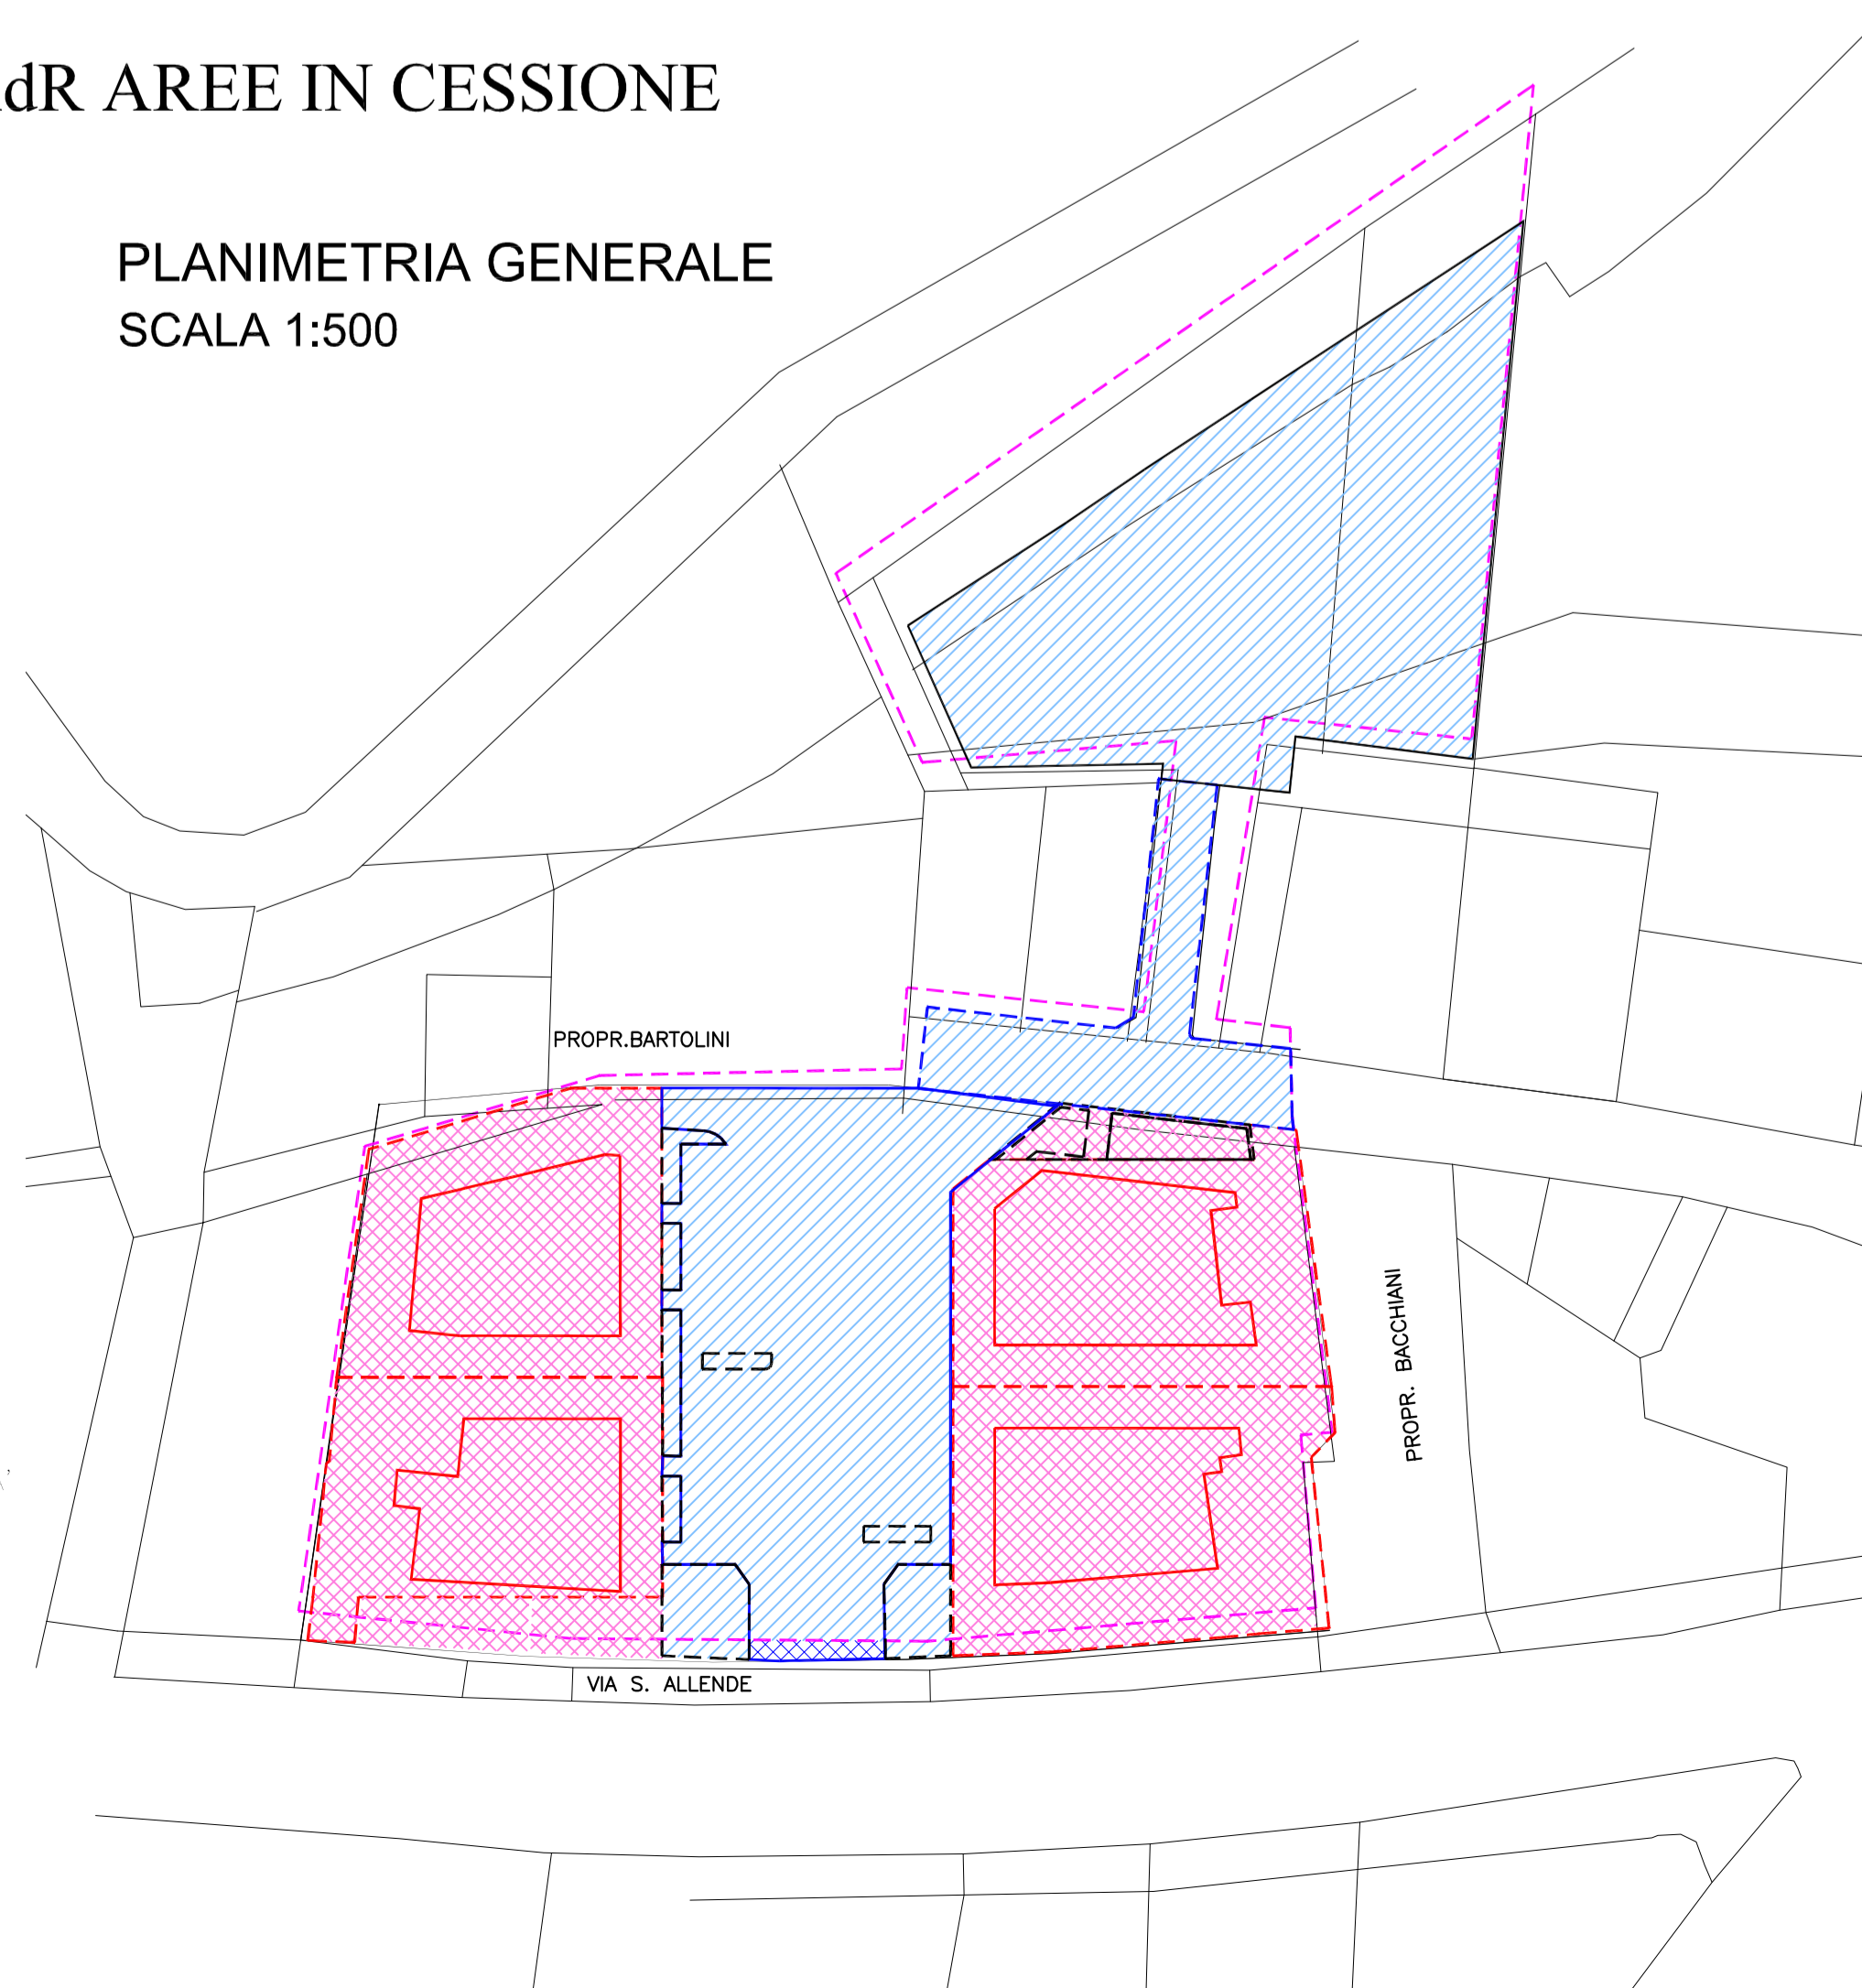 dR AREE IN CESSIONE
PLANIMETRIA GENERALE
SCALA 1:500
PROPR.BARTOLINI
PROPR. BACCHIANI
VIA S. ALLENDE